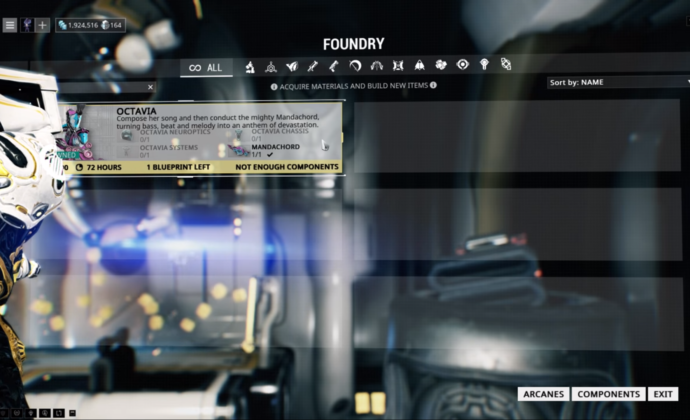 1,924,516 164
FOUNDRY
ALL
ACQUIRE MATERIALS AND BUILD NEW ITEMS
Sort by: NAME
OCTAVIA
Compose her song and then conduct the mighty Mandachord,
turning bass, beat and melody into an anthem of devastation.
OCTAVIA NEUROPTICS OCTAVIA CHASSIS
0/1 0/1
OCTAVIA SYSTEMS MANDACHORD
0/1 1/1
72 HOURS 1 BLUEPRINT LEFT NOT ENOUGH COMPONENTS
ARCANES COMPONENTS EXIT